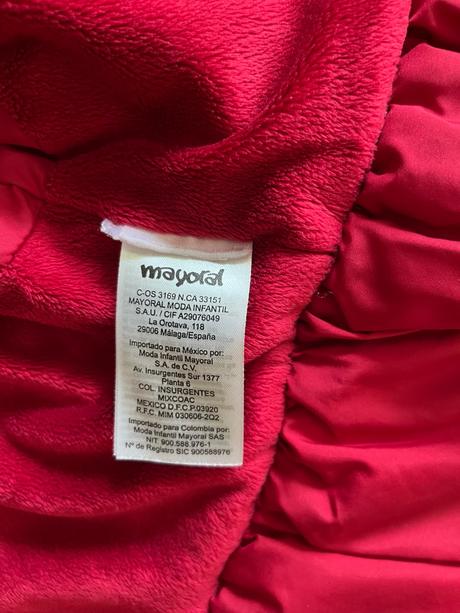 mayoral
C-OS 3169 N.CA 33151
MAYORAL MODA INFANTIL
S.A.U. / CIF A29076049
La Orotava, 118
29006 Málaga/España
Importado para México por:
Moda Infantil Mayoral
S.A. de C.V.
Av. Insurgentes Sur 1377
Planta 6
COL. INSURGENTES
MIXCOAC
MEXICO D.F.C.P.03920
R.F.C. MIM 030606-2Q2
Importado para Colombia por:
Moda Infantil Mayoral SAS
NIT 900.588.976-1
Nº de Registro SIC 900588976